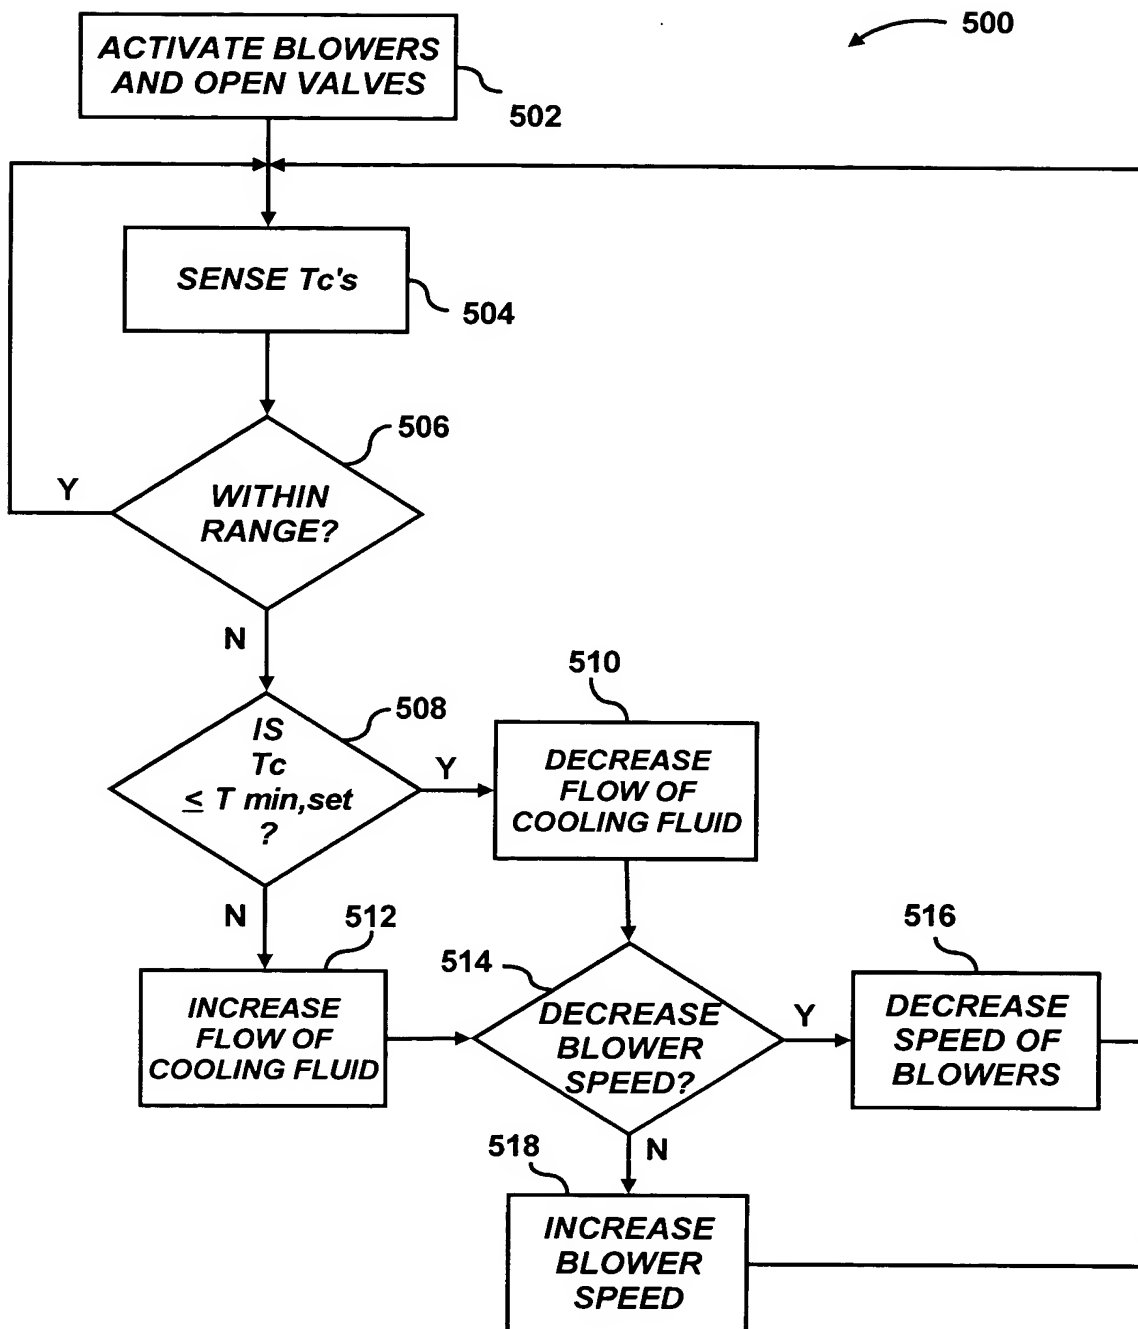 500
ACTIVATE BLOWERS
AND OPEN VALVES
502
SENSE Tc's
504
506
WITHIN
RANGE?
Y
N
508
IS
Tc
≤ T min,set
?
Y
N
510
DECREASE
FLOW OF
COOLING FLUID
512
INCREASE
FLOW OF
COOLING FLUID
514
DECREASE
BLOWER
SPEED?
Y
N
516
DECREASE
SPEED OF
BLOWERS
518
INCREASE
BLOWER
SPEED